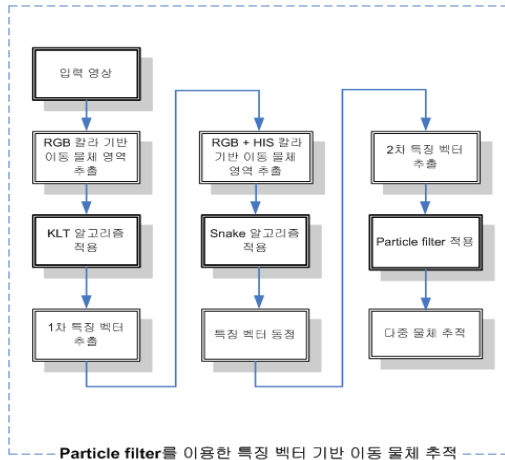 입력 영상
RGB 칼라 기반
이동 물체 영역
추출
KLT 알고리즘
적용
1차 특징 벡터
추출
RGB + HIS 칼라
기반 이동 물체
영역 추출
Snake 알고리즘
적용
특징 벡터 동정
2차 특징 벡터
추출
Particle filter 적용
다중 물체 추적
Particle filter를 이용한 특징 벡터 기반 이동 물체 추적